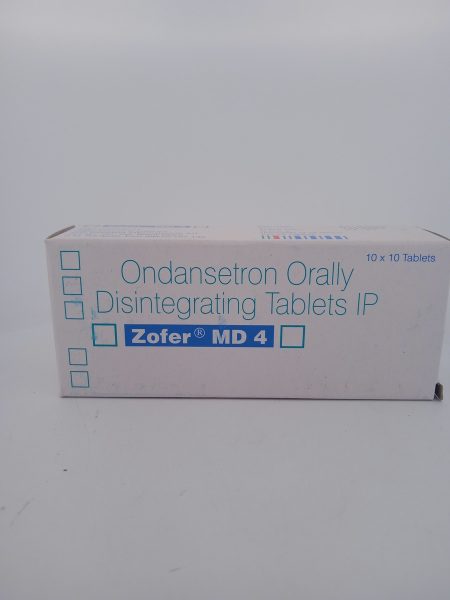 10 x 10 Tablets
Ondansetron Orally
Disintegrating Tablets IP
Zofer® MD 4